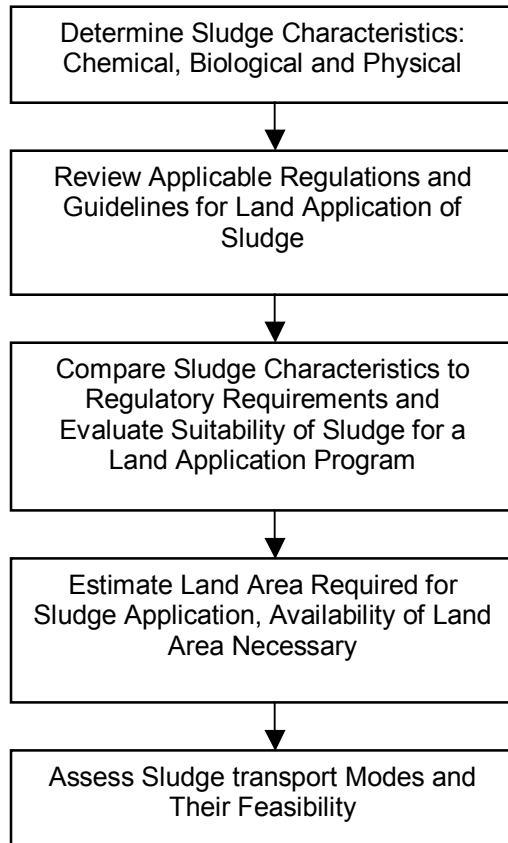 Determine Sludge Characteristics:
Chemical, Biological and Physical
Review Applicable Regulations and
Guidelines for Land Application of
Sludge
Compare Sludge Characteristics to
Regulatory Requirements and
Evaluate Suitability of Sludge for a
Land Application Program
Estimate Land Area Required for
Sludge Application, Availability of Land
Area Necessary
Assess Sludge transport Modes and
Their Feasibility